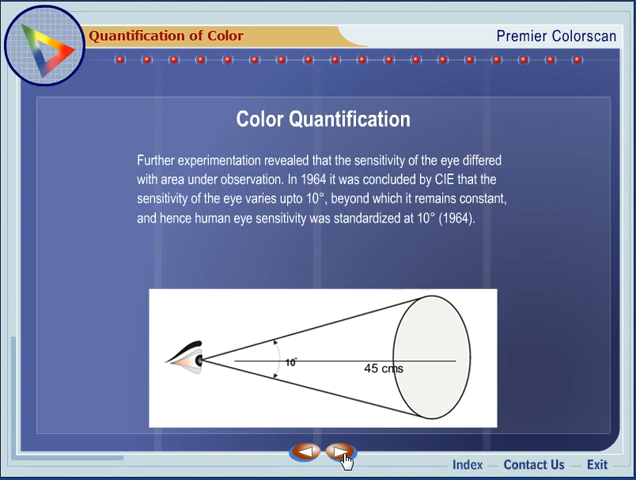 Quantification of Color
Premier Colorscan
Color Quantification
Further experimentation revealed that the sensitivity of the eye differed
with area under observation. In 1964 it was concluded by CIE that the
sensitivity of the eye varies upto 10°, beyond which it remains constant,
and hence human eye sensitivity was standardized at 10° (1964).
10°
45 cms
Index — Contact Us — Exit